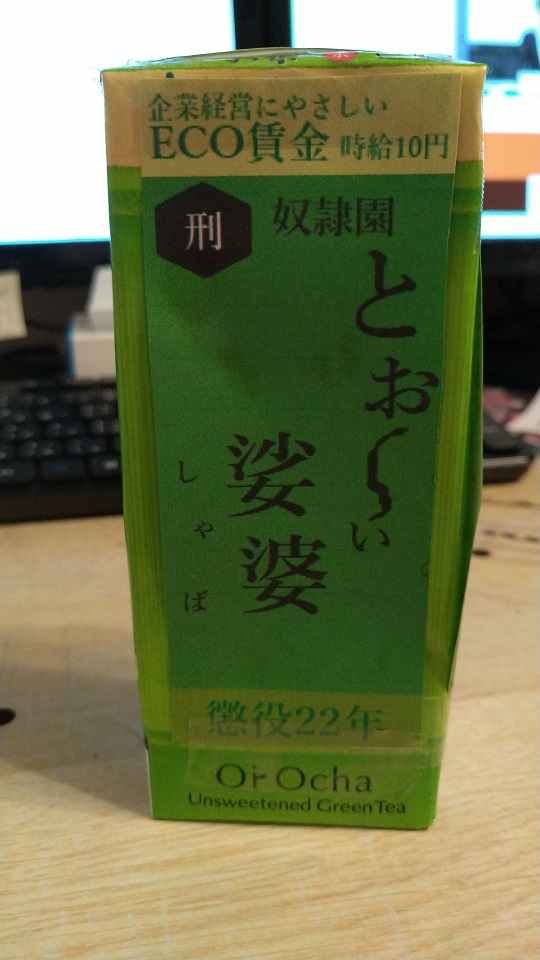 企業経営にやさしい
ECO賃金 時給10円
刑
奴隷園
とお〜い
娑婆
しゃば
懲役22年
Oi Ocha
Unsweetened Green Tea